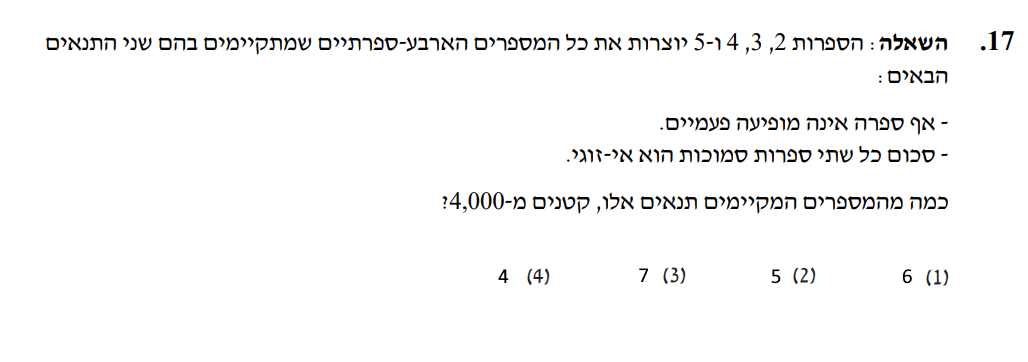 17. השאלה: הספרות 2, 3, 4 ו-5 יוצרות את כל המספרים הארבע-ספרתיים שמתקיימים בהם שני התנאים
הבאים:
- אף ספרה אינה מופיעה פעמיים.
- סכום כל שתי ספרות סמוכות הוא אי-זוגי.
כמה מהמספרים המקיימים תנאים אלו, קטנים מ-4,000?
(1) 6 (2) 5 (3) 7 (4) 4